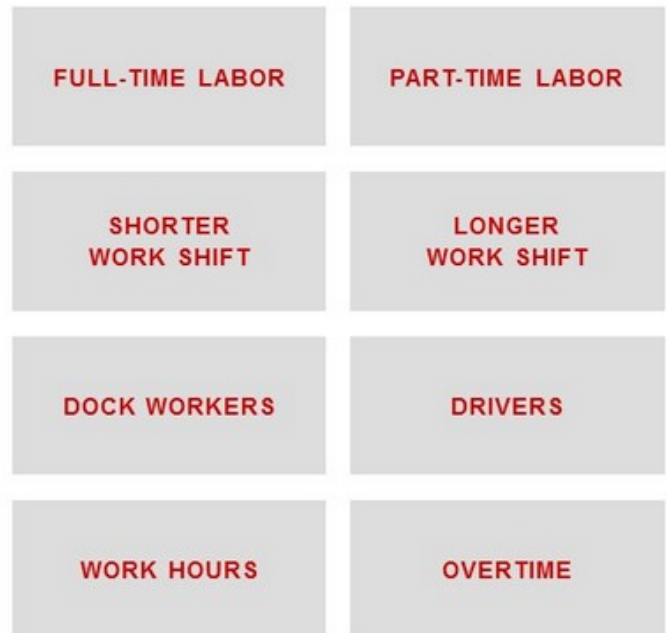 FULL-TIME LABOR
PART-TIME LABOR
SHORTER
WORK SHIFT
LONGER
WORK SHIFT
DOCK WORKERS
DRIVERS
WORK HOURS
OVERTIME